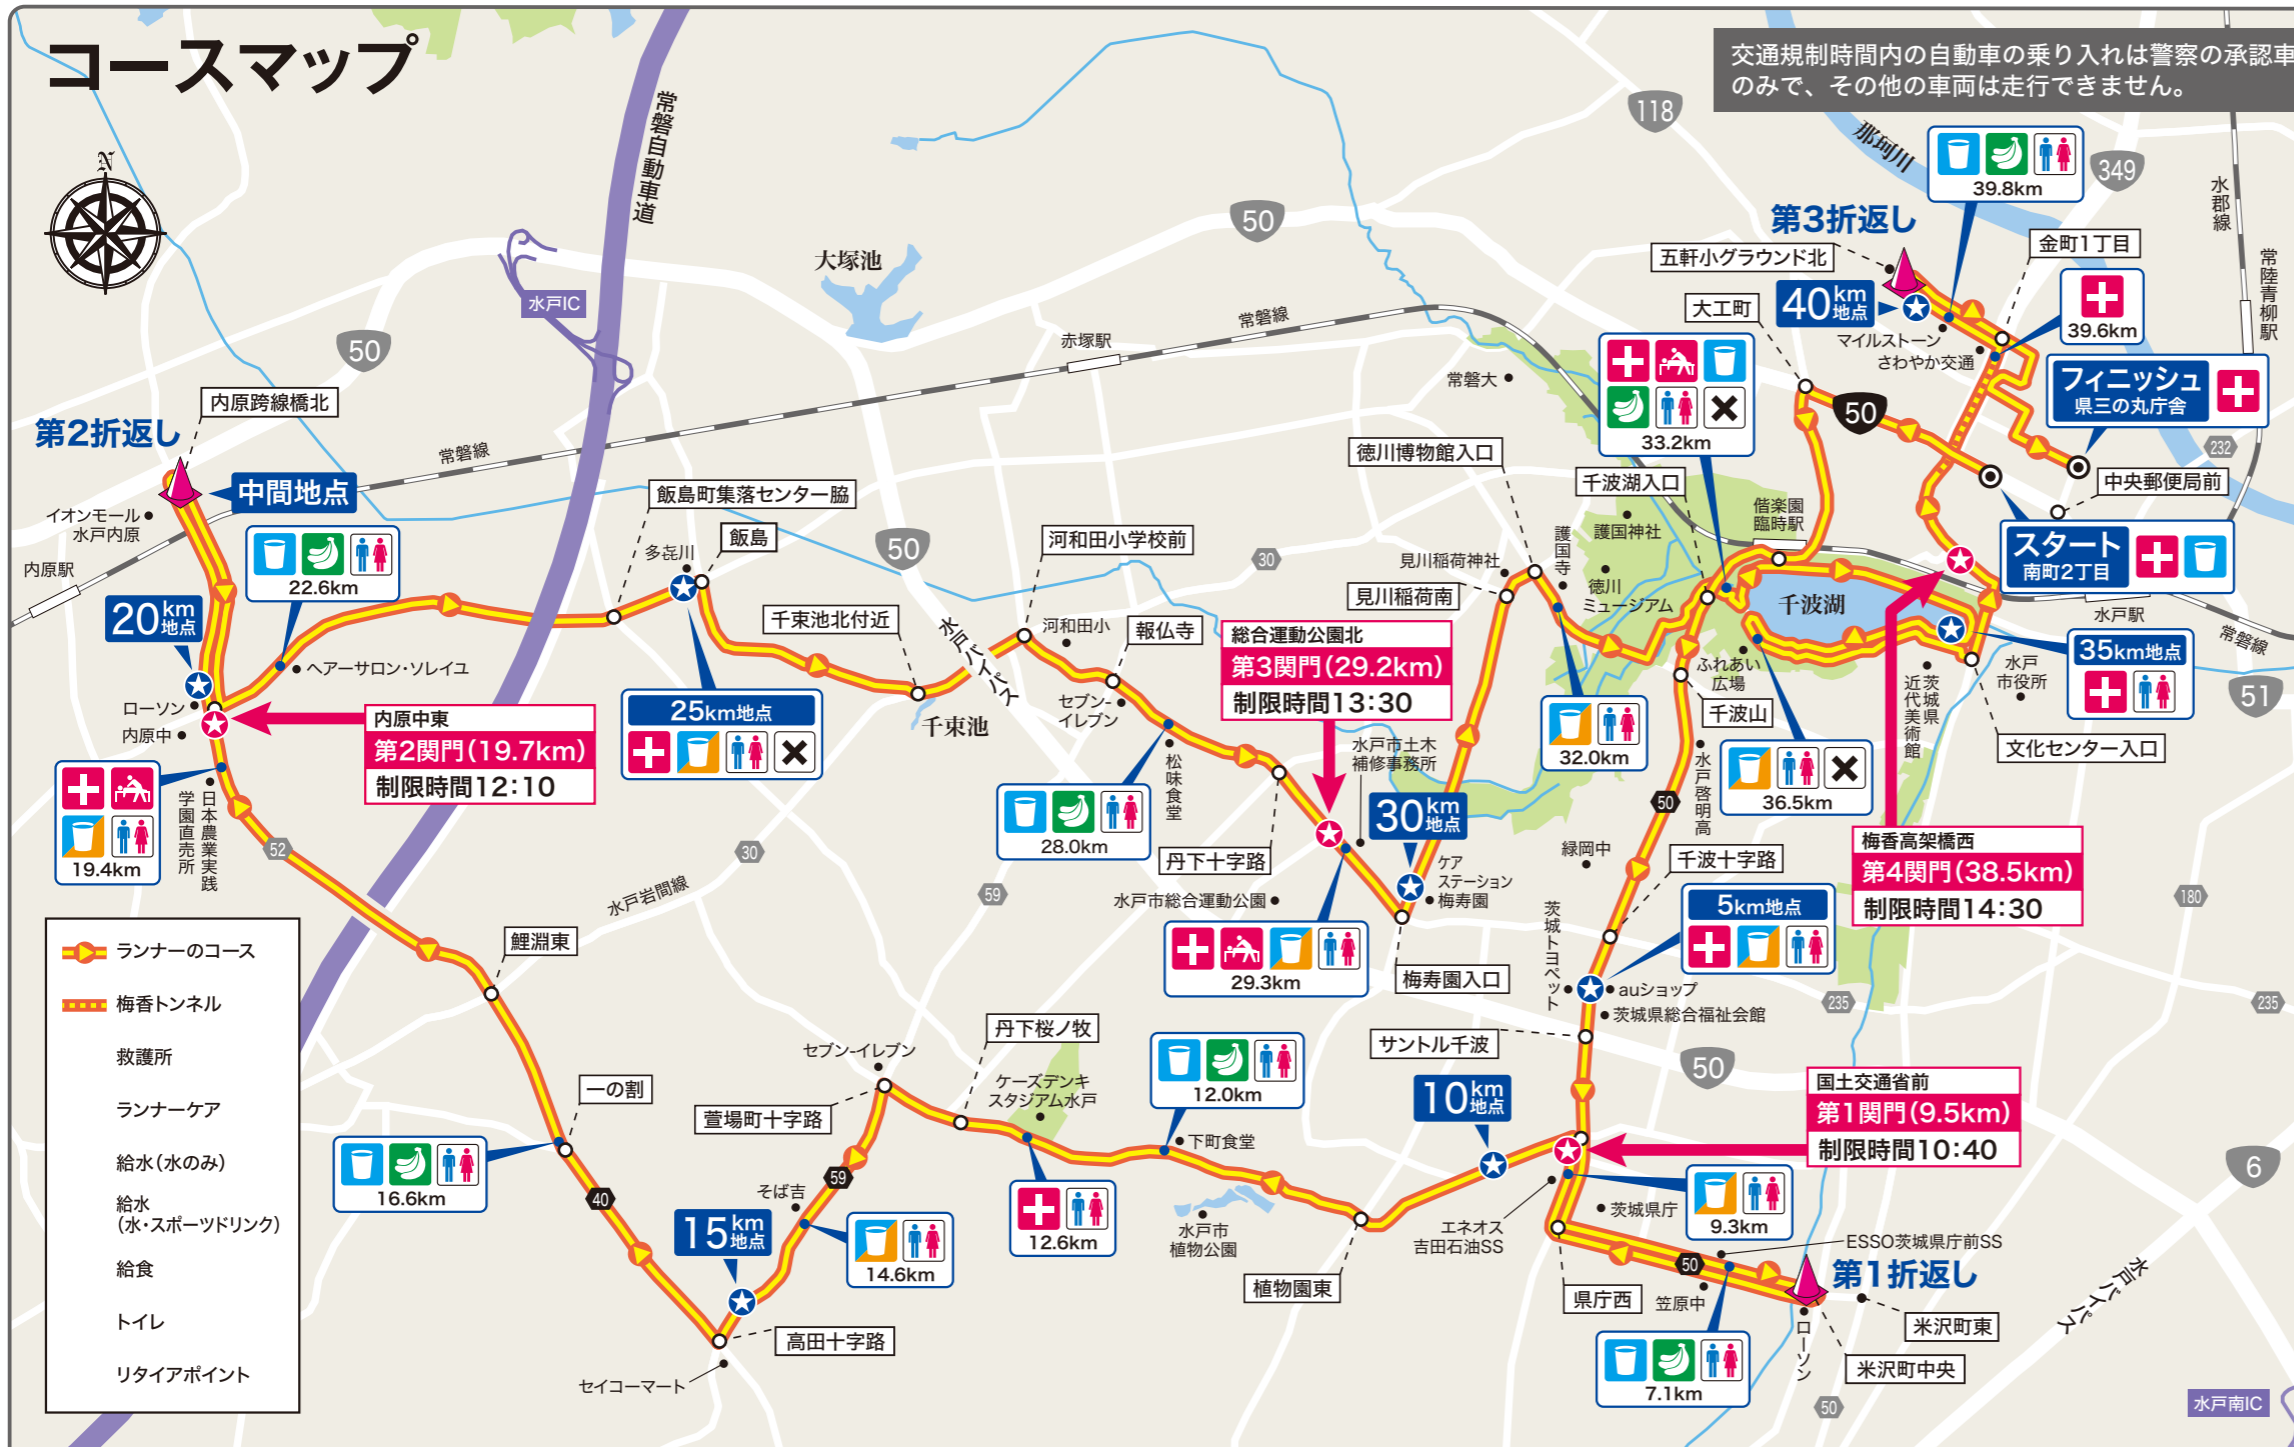 コースマップ
交通規制時間内の自動車の乗り入れは警察の承認車
のみで、その他の車両は走行できません。
N
常磐自動車道
118
那珂川
39.8km
349
水郡線
第3折返し
五軒小グラウンド北
金町1丁目
常陸青柳駅
50
大塚池
水戸IC
大工町
40km地点
39.6km
マイルストーン
さわやか交通
常磐線
赤塚駅
50
常磐大
フィニッシュ
県三の丸庁舎
50
内原跨線橋北
第2折返し
33.2km
232
常磐線
徳川博物館入口
千波湖入口
中央郵便局前
中間地点
飯島町集落センター脇
偕楽園
臨時駅
イオンモール
水戸内原
護国神社
スタート
南町2丁目
飯島
河和田小学校前
50
30
多㐂川
護国寺
見川稲荷神社
内原駅
22.6km
徳川
ミュージアム
見川稲荷南
千波湖
水戸駅
20km地点
千束池北付近
水戸バイパス
河和田小
報仏寺
総合運動公園北
第3関門(29.2km)
制限時間13:30
常磐線
35km地点
ヘアーサロン・ソレイユ
ふれあい
広場
茨城県
近代美術館
水戸
市役所
51
ローソン
内原中
内原中東
第2関門(19.7km)
制限時間12:10
25km地点
千束池
セブン-
イレブン
千波山
32.0km
文化センター入口
水戸市土木
補修事務所
水戸啓明高
松味食堂
36.5km
日本農業実践
学園直売所
50
30km地点
28.0km
19.4km
52
30
丹下十字路
ケア
ステーション
梅寿園
緑岡中
千波十字路
梅香高架橋西
第4関門(38.5km)
制限時間14:30
水戸岩間線
59
水戸市総合運動公園
5km地点
180
茨城トヨペット
ランナーのコース
鯉淵東
29.3km
梅寿園入口
auショップ
235
235
梅香トンネル
茨城県総合福祉会館
丹下桜ノ牧
サントル千波
救護所
セブン-イレブン
50
ケーズデンキ
スタジアム水戸
12.0km
10km地点
国土交通省前
第1関門(9.5km)
制限時間10:40
一の割
萱場町十字路
ランナーケア
下町食堂
給水(水のみ)
16.6km
59
6
給水
(水・スポーツドリンク)
40
そば吉
15km地点
12.6km
水戸市
植物公園
エネオス
吉田石油SS
茨城県庁
9.3km
ESSO茨城県庁前SS
14.6km
給食
植物園東
50
第1折返し
県庁西
笠原中
水戸バイパス
トイレ
高田十字路
ローソン
米沢町東
リタイアポイント
セイコーマート
7.1km
米沢町中央
50
水戸南IC